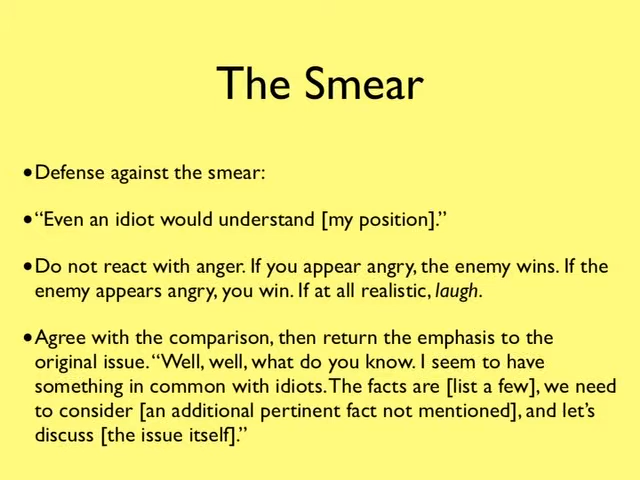 The Smear
•Defense against the smear:
•“Even an idiot would understand [my position].”
•Do not react with anger. If you appear angry, the enemy wins. If the
enemy appears angry, you win. If at all realistic, laugh.
•Agree with the comparison, then return the emphasis to the
original issue. “Well, well, what do you know. I seem to have
something in common with idiots. The facts are [list a few], we need
to consider [an additional pertinent fact not mentioned], and let’s
discuss [the issue itself].”